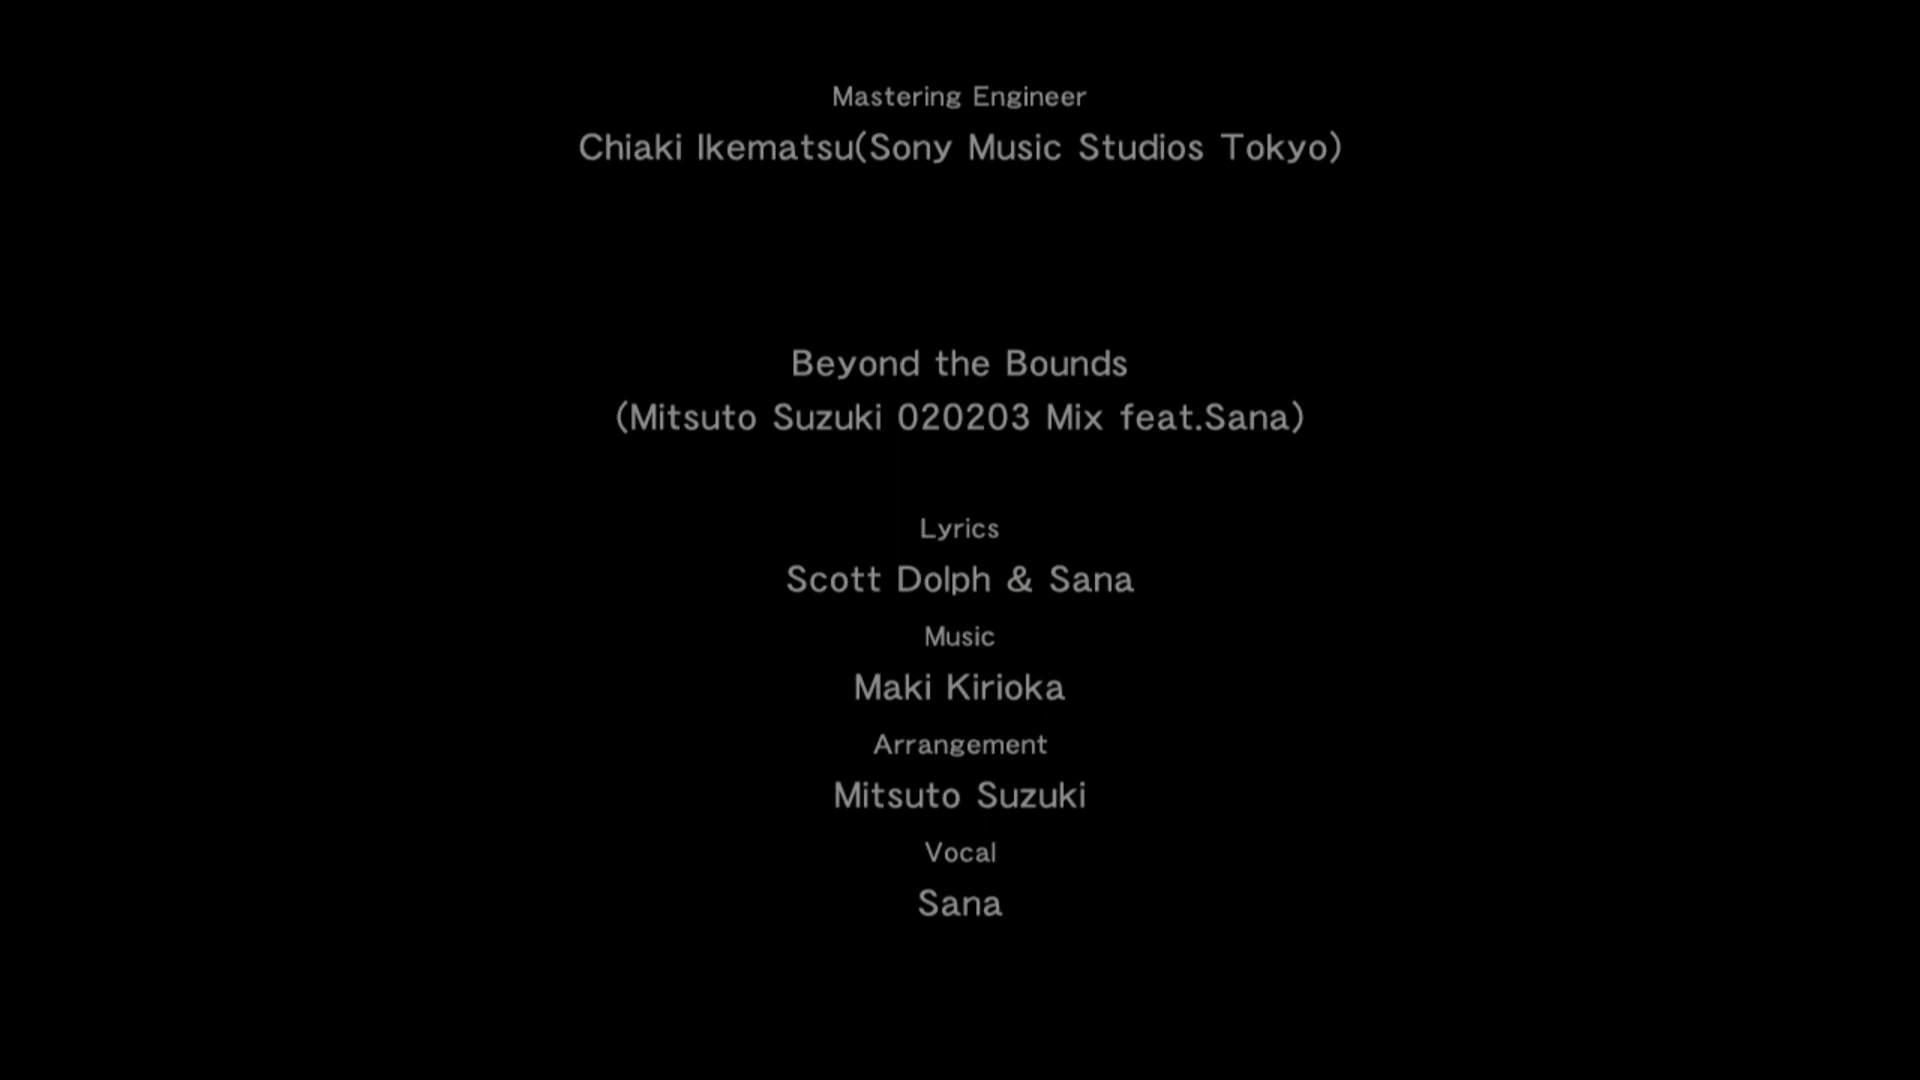 Mastering Engineer
Chiaki Ikematsu(Sony Music Studios Tokyo)
Beyond the Bounds
(Mitsuto Suzuki 020203 Mix feat.Sana)
Lyrics
Scott Dolph & Sana
Music
Maki Kirioka
Arrangement
Mitsuto Suzuki
Vocal
Sana